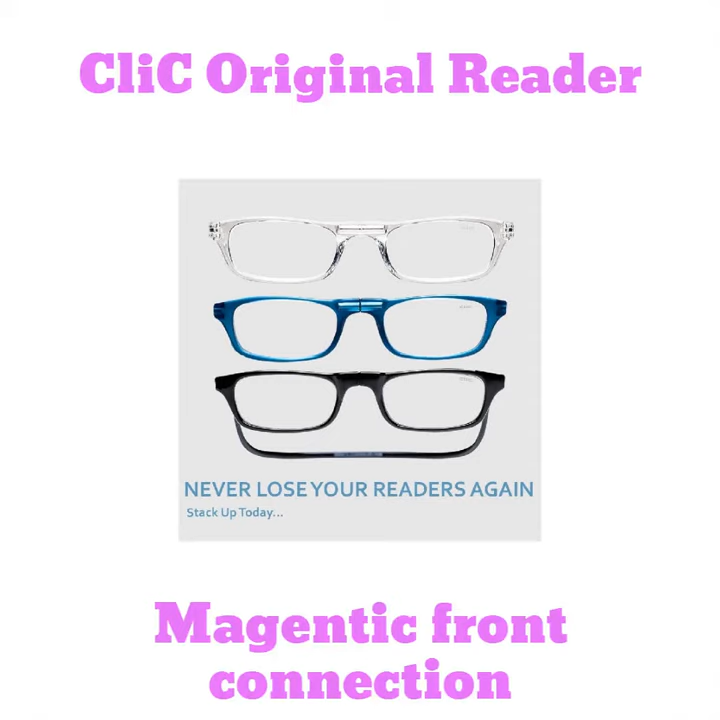 CliC Original Reader
NEVER LOSE YOUR READERS AGAIN
Stack Up Today...
Magentic front
connection